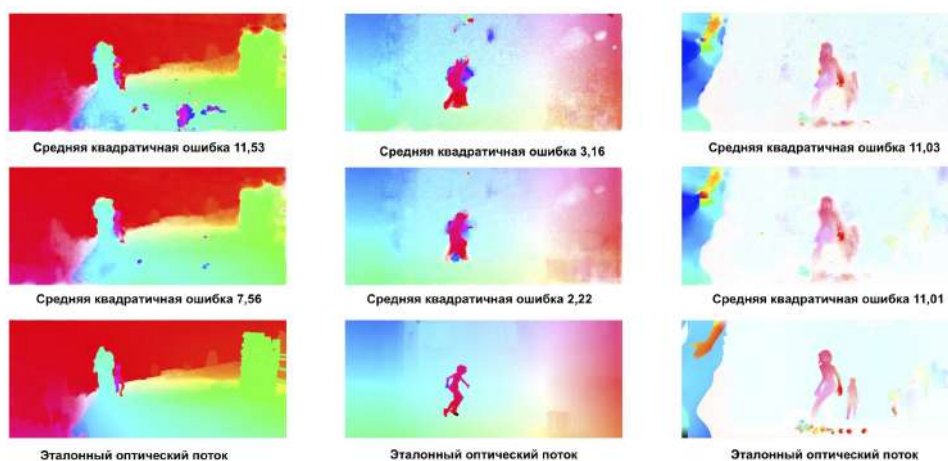 Средняя квадратичная ошибка 11,53
Средняя квадратичная ошибка 3,16
Средняя квадратичная ошибка 11,03
Средняя квадратичная ошибка 7,56
Средняя квадратичная ошибка 2,22
Средняя квадратичная ошибка 11,01
Эталонный оптический поток
Эталонный оптический поток
Эталонный оптический поток